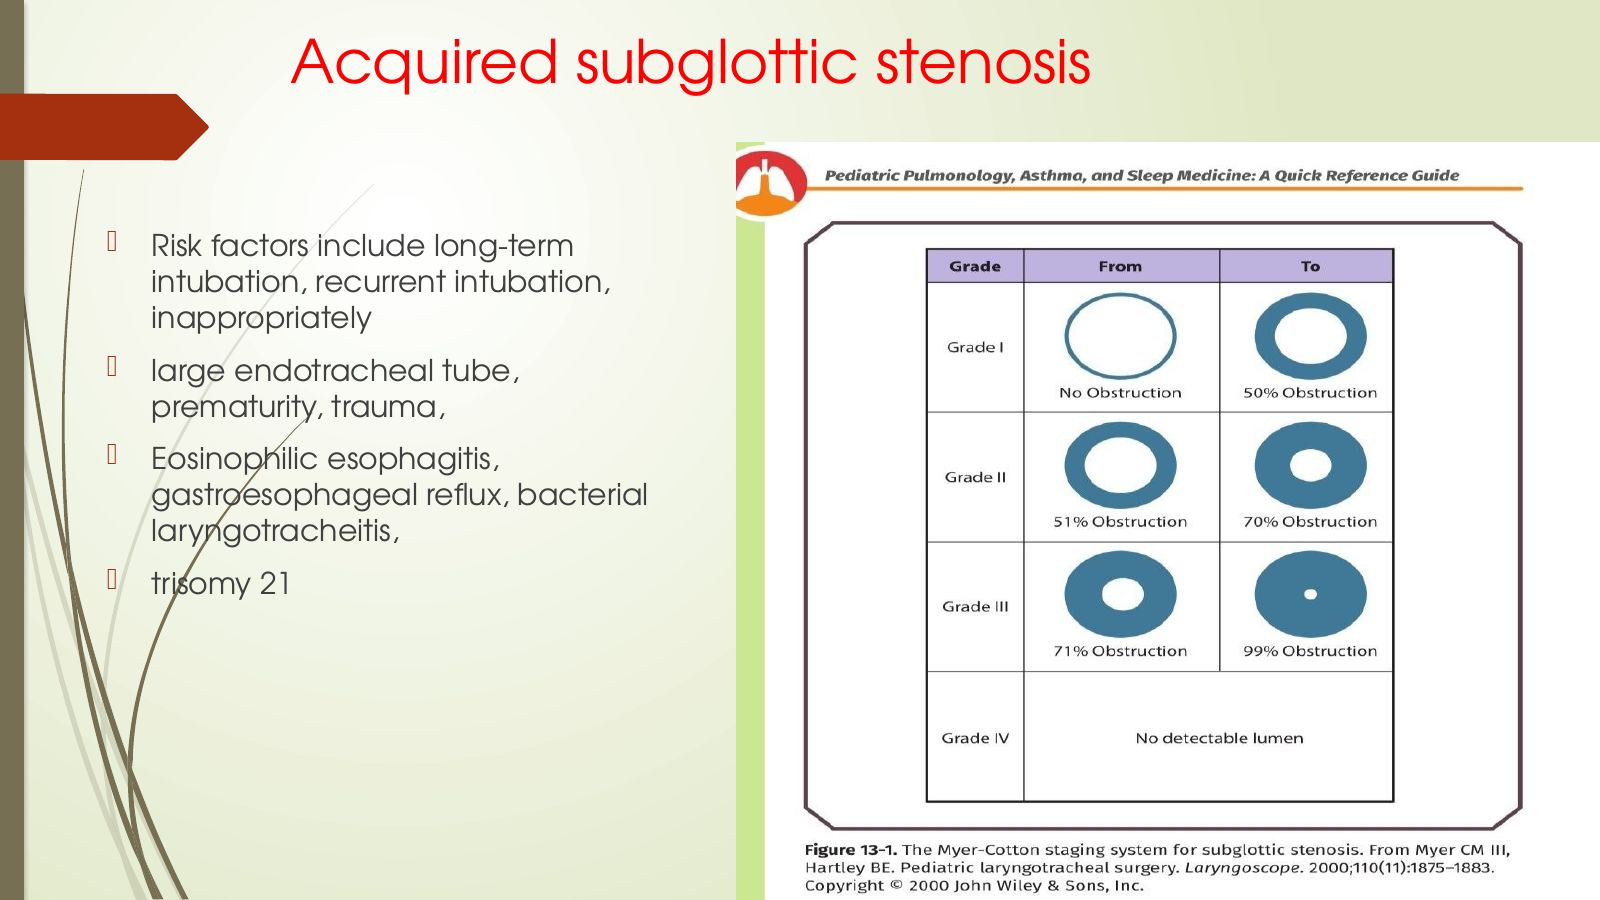 Acquired subglottic stenosis
Risk factors include long-term
intubation, recurrent intubation,
inappropriately
large endotracheal tube,
prematurity, trauma,
Eosinophilic esophagitis,
gastroesophageal reflux, bacterial
laryngotracheitis,
trisomy 21
Pediatric Pulmonology, Asthma, and Sleep Medicine: A Quick Reference Guide
Grade From To
Grade I
No Obstruction 50% Obstruction
Grade II
51% Obstruction 70% Obstruction
Grade III
71% Obstruction 99% Obstruction
Grade IV No detectable lumen
Figure 13-1. The Myer-Cotton staging system for subglottic stenosis. From Myer CM III,
Hartley BE. Pediatric laryngotracheal surgery. Laryngoscope. 2000;110(11):1875–1883.
Copyright © 2000 John Wiley & Sons, Inc.